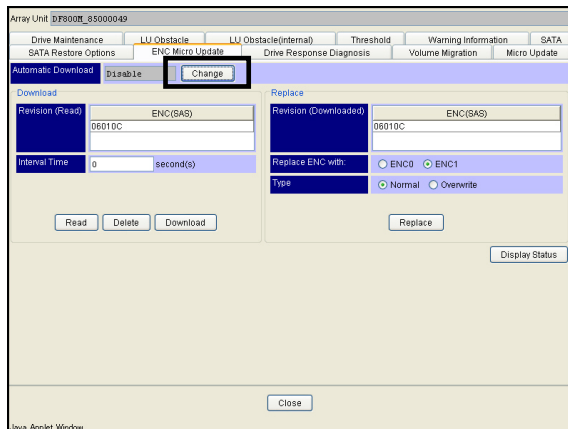 Array Unit DF800M_85000049
Drive Maintenance LU Obstacle LU Obstacle(internal) Threshold Warning Information SATA
SATA Restore Options ENC Micro Update Drive Response Diagnosis Volume Migration Micro Update
Automatic Download Disable Change
Download Replace
Revision (Read) ENC(SAS) Revision (Downloaded) ENC(SAS)
06010C 06010C
Interval Time 0 second(s) Replace ENC with: ENC0 ENC1
Type Normal Overwrite
Read Delete Download Replace
Display Status
Close
Java Applet Window